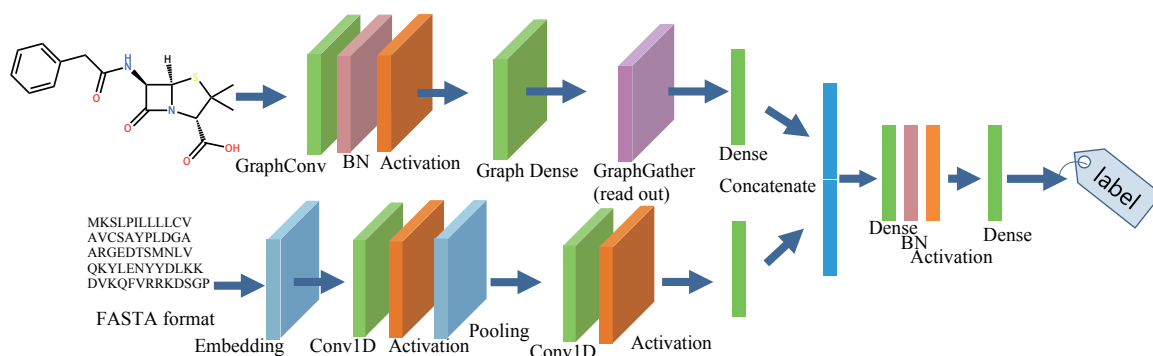 H
N
H
S
O
N
O
O
OH
GraphConv
BN
Activation
Graph Dense
GraphGather
(read out)
Dense
Concatenate
Dense
BN
Activation
Dense
label
MKSLPILLLLCV
AVCSAYPLDGA
ARGEDTSMNLV
QKYLENYYDLKK
DVKQFVRRKDSGP
FASTA format
Embedding
Conv1D
Activation
Pooling
Conv1D
Activation